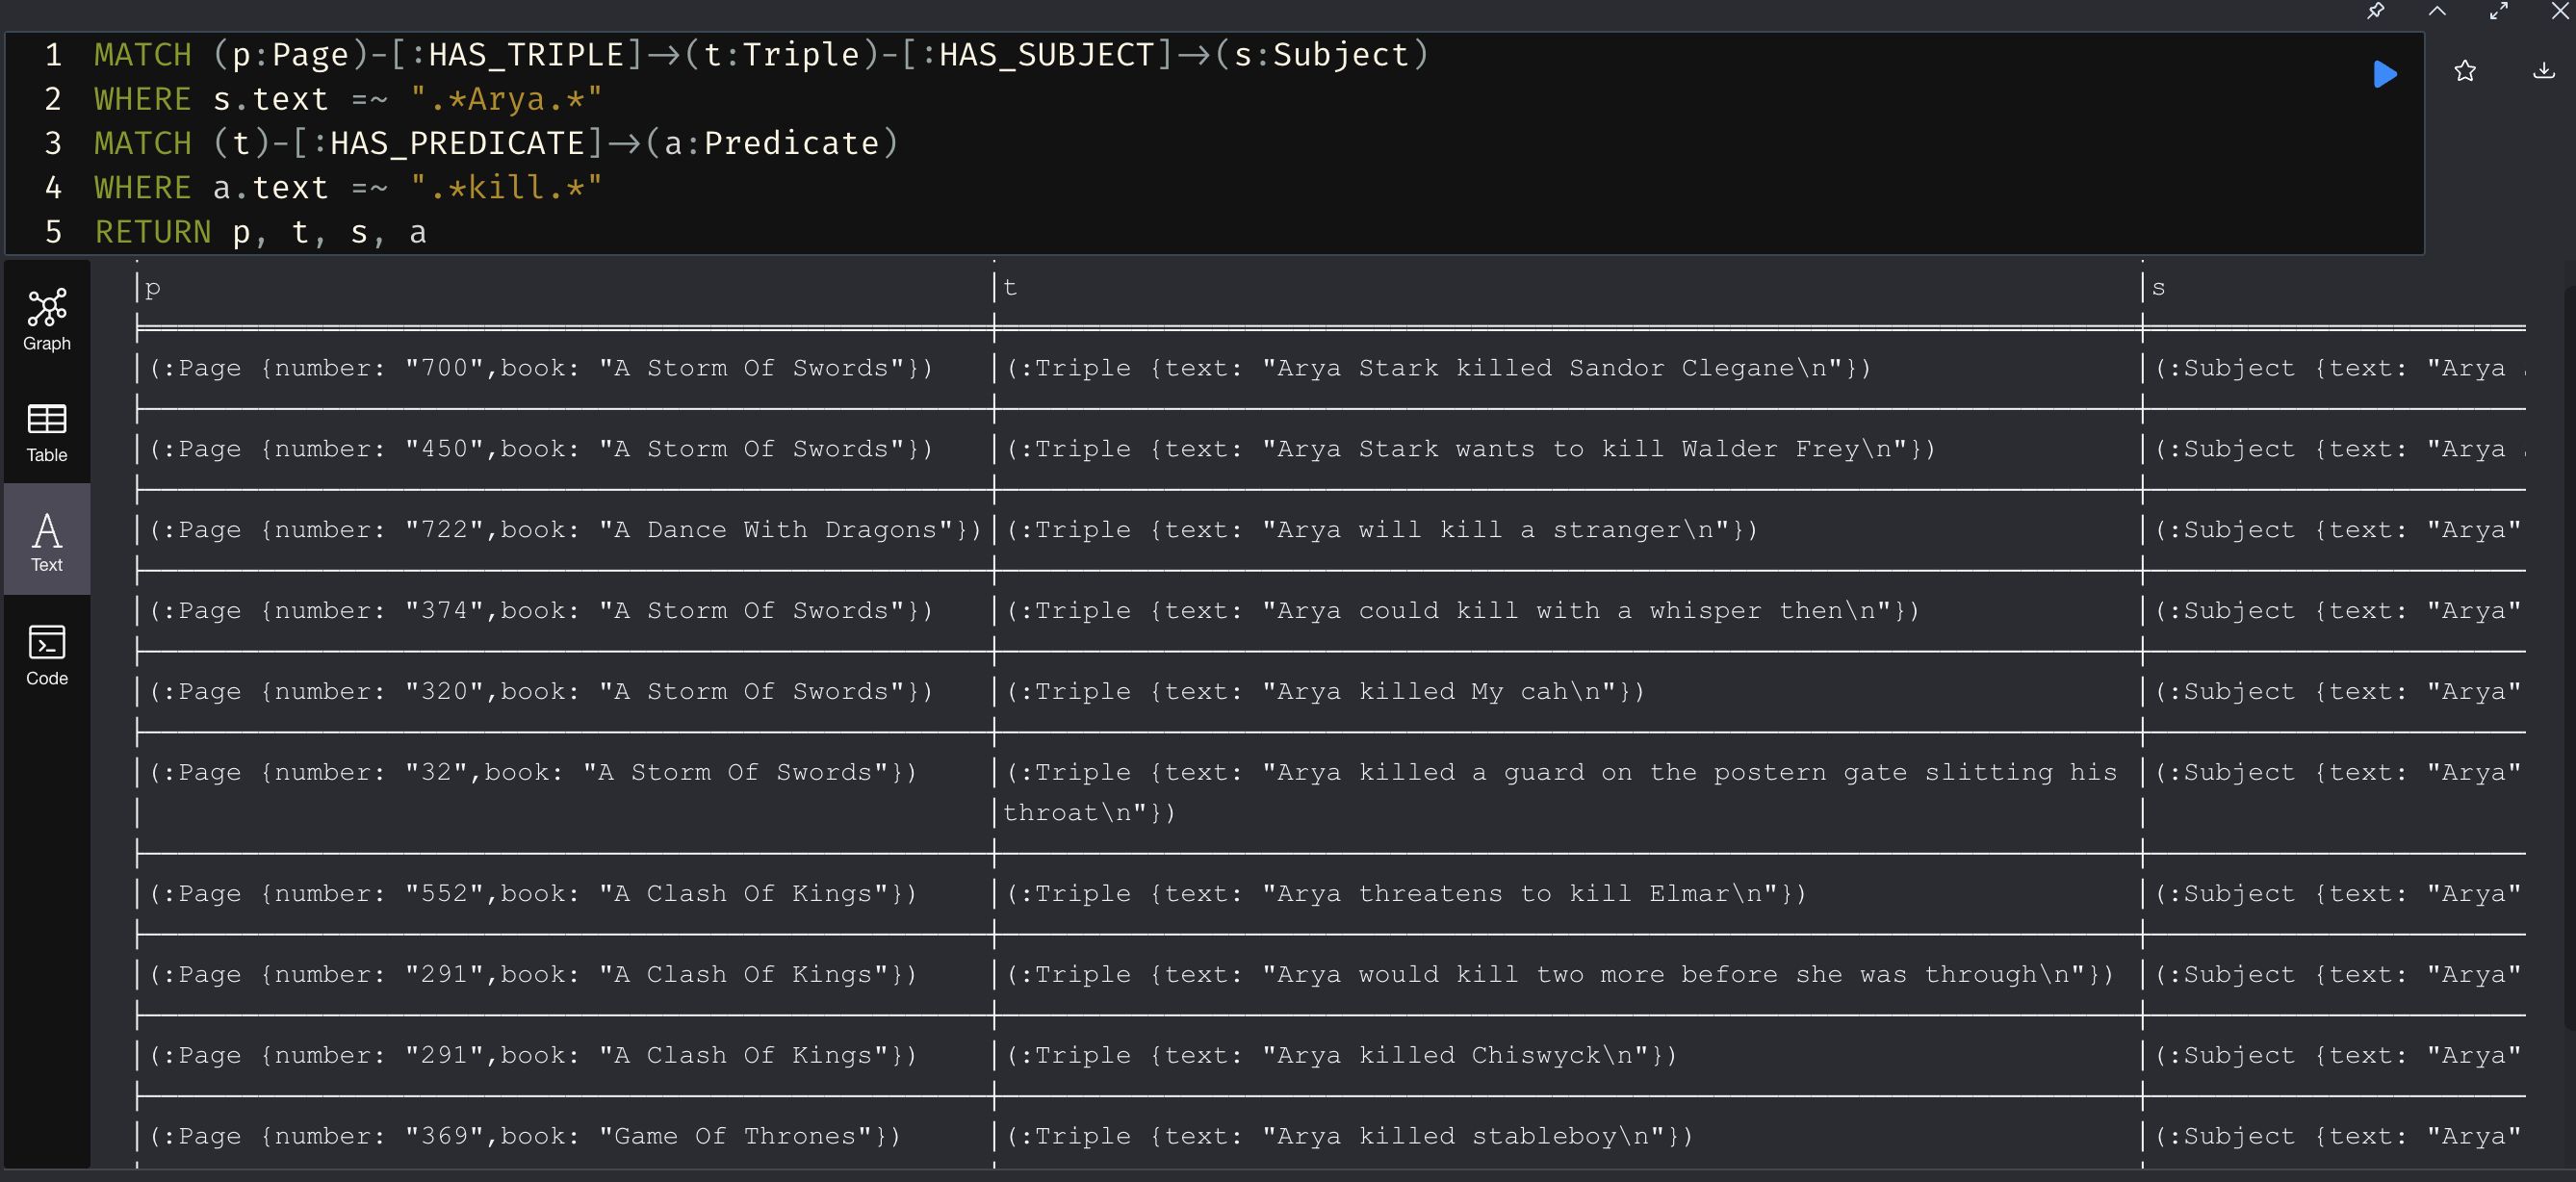 1 MATCH (p:Page)-[:HAS_TRIPLE]->(t:Triple)-[:HAS_SUBJECT]->(s:Subject)
2 WHERE s.text =~ ".*Arya.*"
3 MATCH (t)-[:HAS_PREDICATE]->(a:Predicate)
4 WHERE a.text =~ ".*kill.*"
5 RETURN p, t, s, a
Graph
Table
Text
Code
|p |t |s
|(:Page {number: "700",book: "A Storm Of Swords"}) |(:Triple {text: "Arya Stark killed Sandor Clegane\n"}) |(:Subject {text: "Arya
|(:Page {number: "450",book: "A Storm Of Swords"}) |(:Triple {text: "Arya Stark wants to kill Walder Frey\n"}) |(:Subject {text: "Arya
|(:Page {number: "722",book: "A Dance With Dragons"})|(:Triple {text: "Arya will kill a stranger\n"}) |(:Subject {text: "Arya"
|(:Page {number: "374",book: "A Storm Of Swords"}) |(:Triple {text: "Arya could kill with a whisper then\n"}) |(:Subject {text: "Arya"
|(:Page {number: "320",book: "A Storm Of Swords"}) |(:Triple {text: "Arya killed My cah\n"}) |(:Subject {text: "Arya"
|(:Page {number: "32",book: "A Storm Of Swords"}) |(:Triple {text: "Arya killed a guard on the postern gate slitting his |(:Subject {text: "Arya"
| |throat\n"}) |
|(:Page {number: "552",book: "A Clash Of Kings"}) |(:Triple {text: "Arya threatens to kill Elmar\n"}) |(:Subject {text: "Arya"
|(:Page {number: "291",book: "A Clash Of Kings"}) |(:Triple {text: "Arya would kill two more before she was through\n"}) |(:Subject {text: "Arya"
|(:Page {number: "291",book: "A Clash Of Kings"}) |(:Triple {text: "Arya killed Chiswyck\n"}) |(:Subject {text: "Arya"
|(:Page {number: "369",book: "Game Of Thrones"}) |(:Triple {text: "Arya killed stableboy\n"}) |(:Subject {text: "Arya"